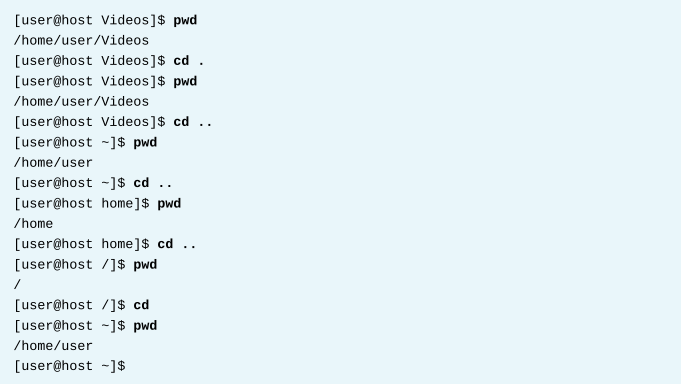 [user@host Videos]$ pwd
/home/user/Videos
[user@host Videos]$ cd .
[user@host Videos]$ pwd
/home/user/Videos
[user@host Videos]$ cd ..
[user@host ~]$ pwd
/home/user
[user@host ~]$ cd ..
[user@host home]$ pwd
/home
[user@host home]$ cd ..
[user@host /]$ pwd
/
[user@host /]$ cd
[user@host ~]$ pwd
/home/user
[user@host ~]$